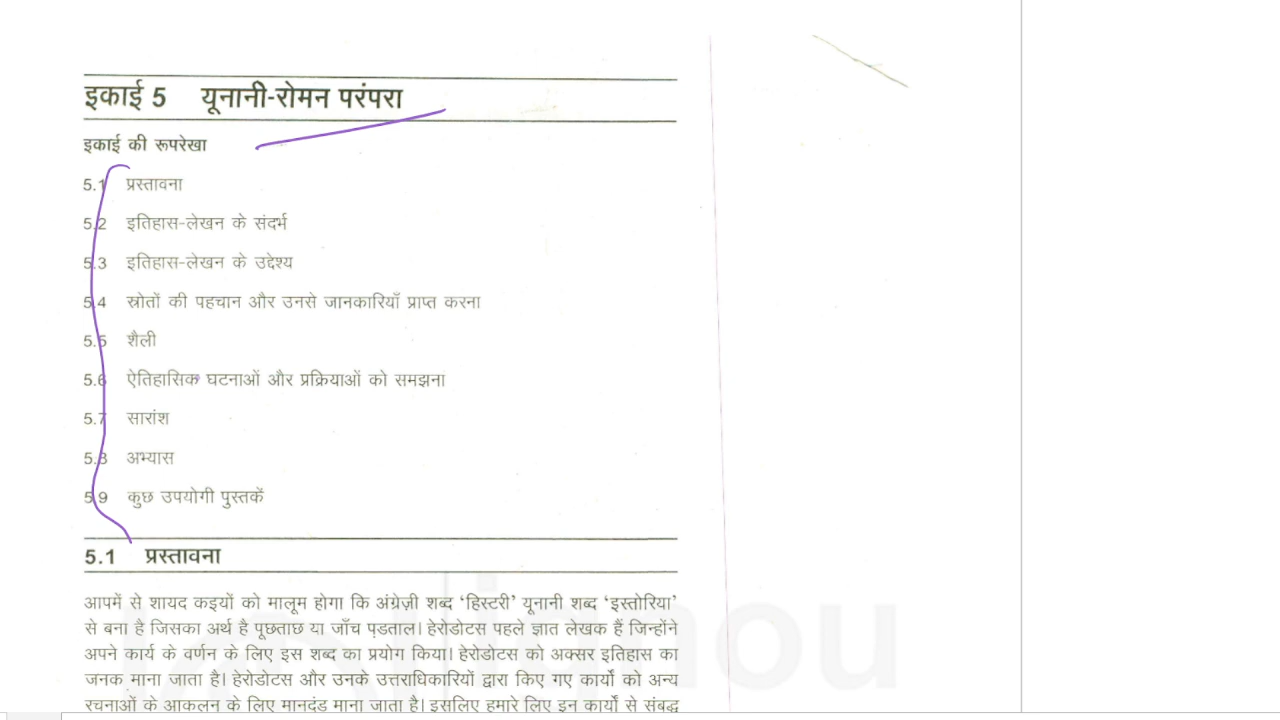 इकाई 5 यूनानी-रोमन परंपरा
इकाई की रूपरेखा
5.1 प्रस्तावना
5.2 इतिहास-लेखन के संदर्भ
5.3 इतिहास-लेखन के उद्देश्य
5.4 स्रोतों की पहचान और उनसे जानकारियाँ प्राप्त करना
5.5 शैली
5.6 ऐतिहासिक घटनाओं और प्रक्रियाओं को समझना
5.7 सारांश
5.8 अभ्यास
5.9 कुछ उपयोगी पुस्तकें
5.1 प्रस्तावना
आपमें से शायद कइयों को मालूम होगा कि अंग्रेज़ी शब्द ‘हिस्टरी’ यूनानी शब्द ‘इस्तोरिया’
से बना है जिसका अर्थ है पूछताछ या जाँच पड़ताल। हेरोडोटस पहले ज्ञात लेखक हैं जिन्होंने
अपने कार्य के वर्णन के लिए इस शब्द का प्रयोग किया। हेरोडोटस को अक्सर इतिहास का
जनक माना जाता है। हेरोडोटस और उनके उत्तराधिकारियों द्वारा किए गए कार्यों को अन्य
रचनाओं के आकलन के लिए मानदंड माना जाता है। इसलिए हमारे लिए इन कार्यों से संबद्ध
ignou